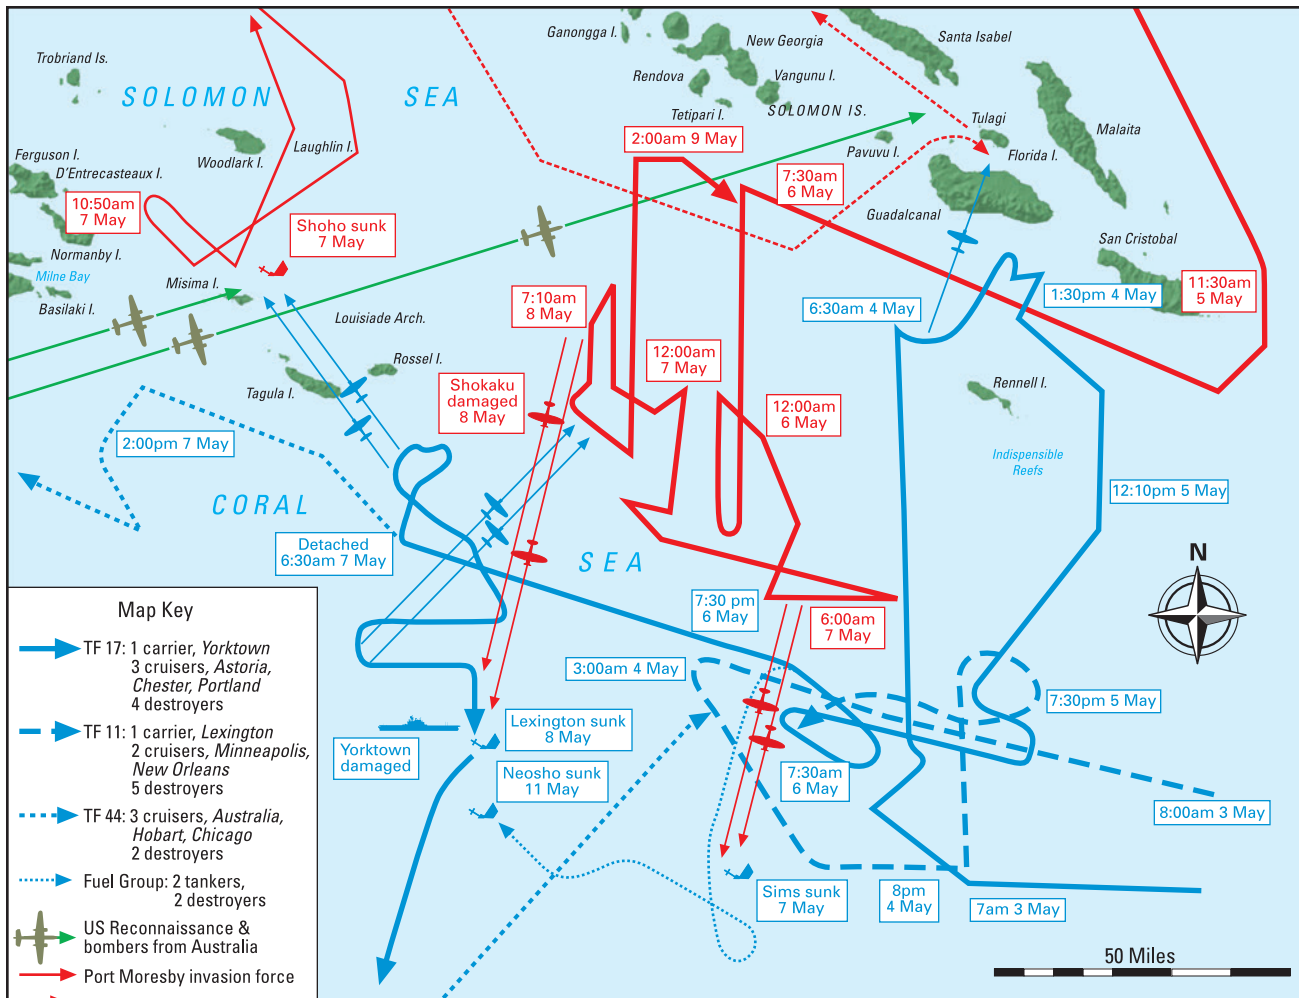 Trobriand Is.
SOLOMON
SEA
Ganongga I.
New Georgia
Santa Isabel
Rendova
Vangunu I.
Tetipari I.
SOLOMON IS.
Tulagi
Malaita
Ferguson I.
D'Entrecasteaux I.
Woodlark I.
Laughlin I.
2:00am 9 May
Pavuvu I.
Florida I.
10:50am
7 May
7:30am
6 May
Shoho sunk
7 May
Guadalcanal
San Cristobal
Normanby I.
Milne Bay
Basilaki I.
Misima I.
Louisiade Arch.
7:10am
8 May
6:30am 4 May
1:30pm 4 May
11:30am
5 May
Rossel I.
Tagula I.
12:00am
7 May
Shokaku
damaged
8 May
12:00am
6 May
Rennell I.
2:00pm 7 May
Indispensible
Reefs
CORAL
12:10pm 5 May
Detached
6:30am 7 May
SEA
N
7:30 pm
6 May
6:00am
7 May
3:00am 4 May
7:30pm 5 May
Lexington sunk
8 May
Yorktown
damaged
Neosho sunk
11 May
7:30am
6 May
8:00am 3 May
Sims sunk
7 May
8pm
4 May
7am 3 May
50 Miles
Map Key
TF 17: 1 carrier, Yorktown
3 cruisers, Astoria,
Chester, Portland
4 destroyers
TF 11: 1 carrier, Lexington
2 cruisers, Minneapolis,
New Orleans
5 destroyers
TF 44: 3 cruisers, Australia,
Hobart, Chicago
2 destroyers
Fuel Group: 2 tankers,
2 destroyers
US Reconnaissance &
bombers from Australia
Port Moresby invasion force